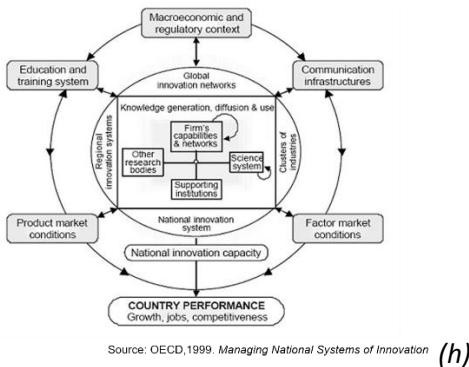 Macroeconomic and
regulatory context
Education and
training system
Communication
infrastructures
Global
innovation networks
Knowledge generation, diffusion & use
Regional
innovation systems
Clusters of
industries
Firm's
capabilities
& networks
Other
research
bodies
Science
system
Supporting
institutions
Product market
conditions
National innovation
system
Factor market
conditions
National innovation capacity
COUNTRY PERFORMANCE
Growth, jobs, competitiveness
Source: OECD,1999. Managing National Systems of Innovation
(h)